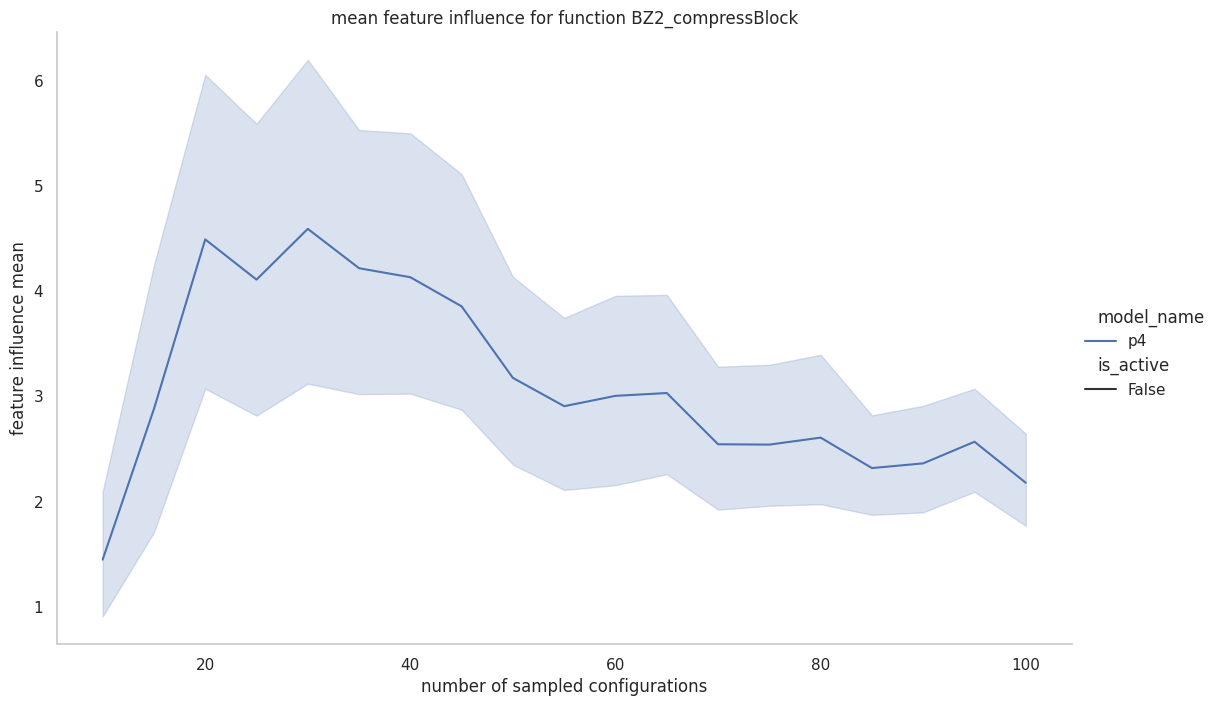 mean feature influence for function BZ2_compressBlock
6
5
4
3
2
1
feature influence mean
20 40 60 80 100
number of sampled configurations
model_name
p4
is_active
False